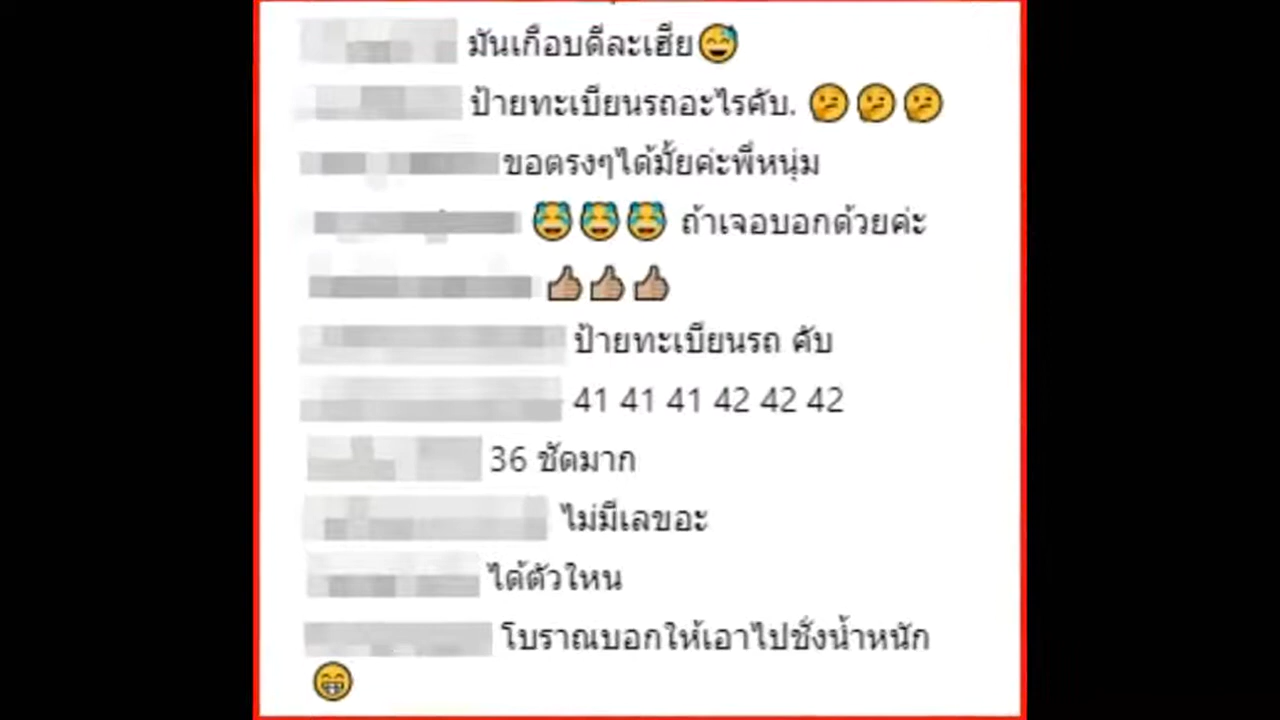 มันเกือบดีละเฮีย😅
ป้ายทะเบียนรถอะไรคับ. 🤔🤔🤔
ขอตรงๆได้มั้ยค่ะพี่หนุ่ม
😹😹😹 ถ้าเจอบอกด้วยค่ะ
👍🏼👍🏼👍🏼
ป้ายทะเบียนรถ คับ
41 41 41 42 42 42
36 ชัดมาก
ไม่มีเลขอะ
ได้ตัวใหน
โบราณบอกให้เอาไปชั่งน้ำหนัก
😁